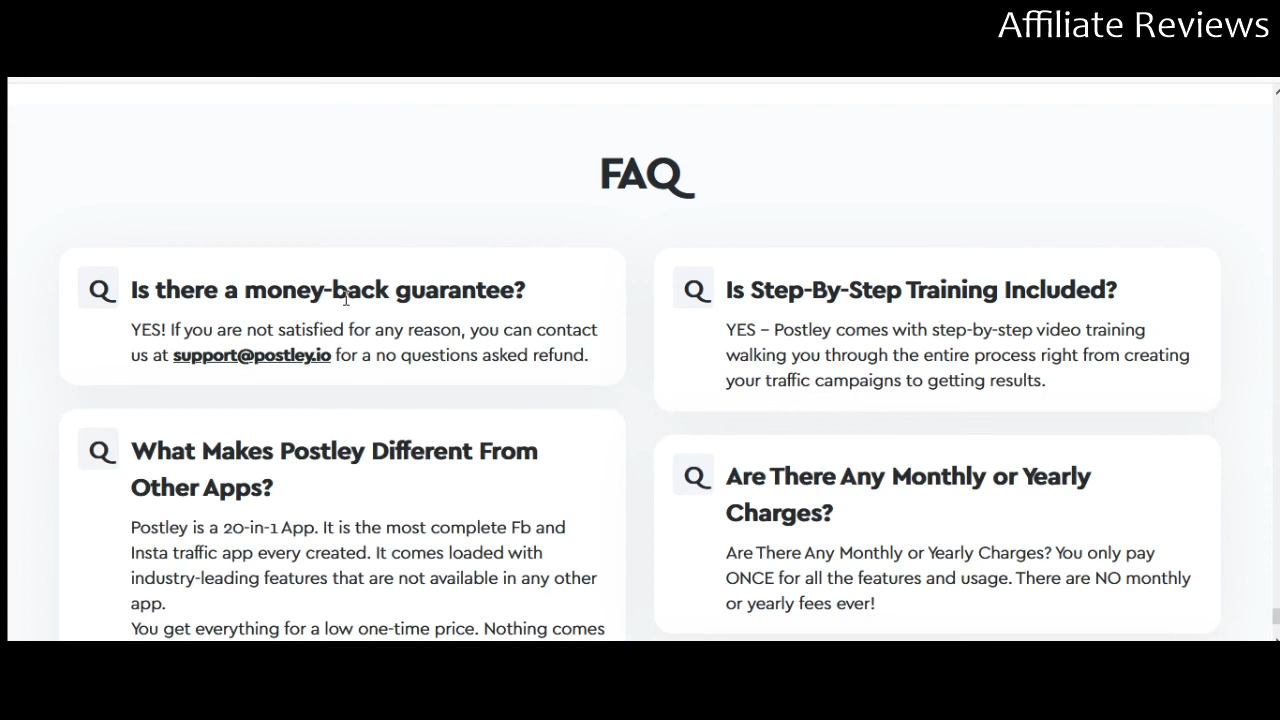 Affiliate Reviews
FAQ
Q Is there a money-back guarantee?
YES! If you are not satisfied for any reason, you can contact
us at support@postley.io for a no questions asked refund.
Q What Makes Postley Different From
Other Apps?
Postley is a 20-in-1 App. It is the most complete Fb and
Insta traffic app every created. It comes loaded with
industry-leading features that are not available in any other
app.
You get everything for a low one-time price. Nothing comes
Q Is Step-By-Step Training Included?
YES – Postley comes with step-by-step video training
walking you through the entire process right from creating
your traffic campaigns to getting results.
Q Are There Any Monthly or Yearly
Charges?
Are There Any Monthly or Yearly Charges? You only pay
ONCE for all the features and usage. There are NO monthly
or yearly fees ever!